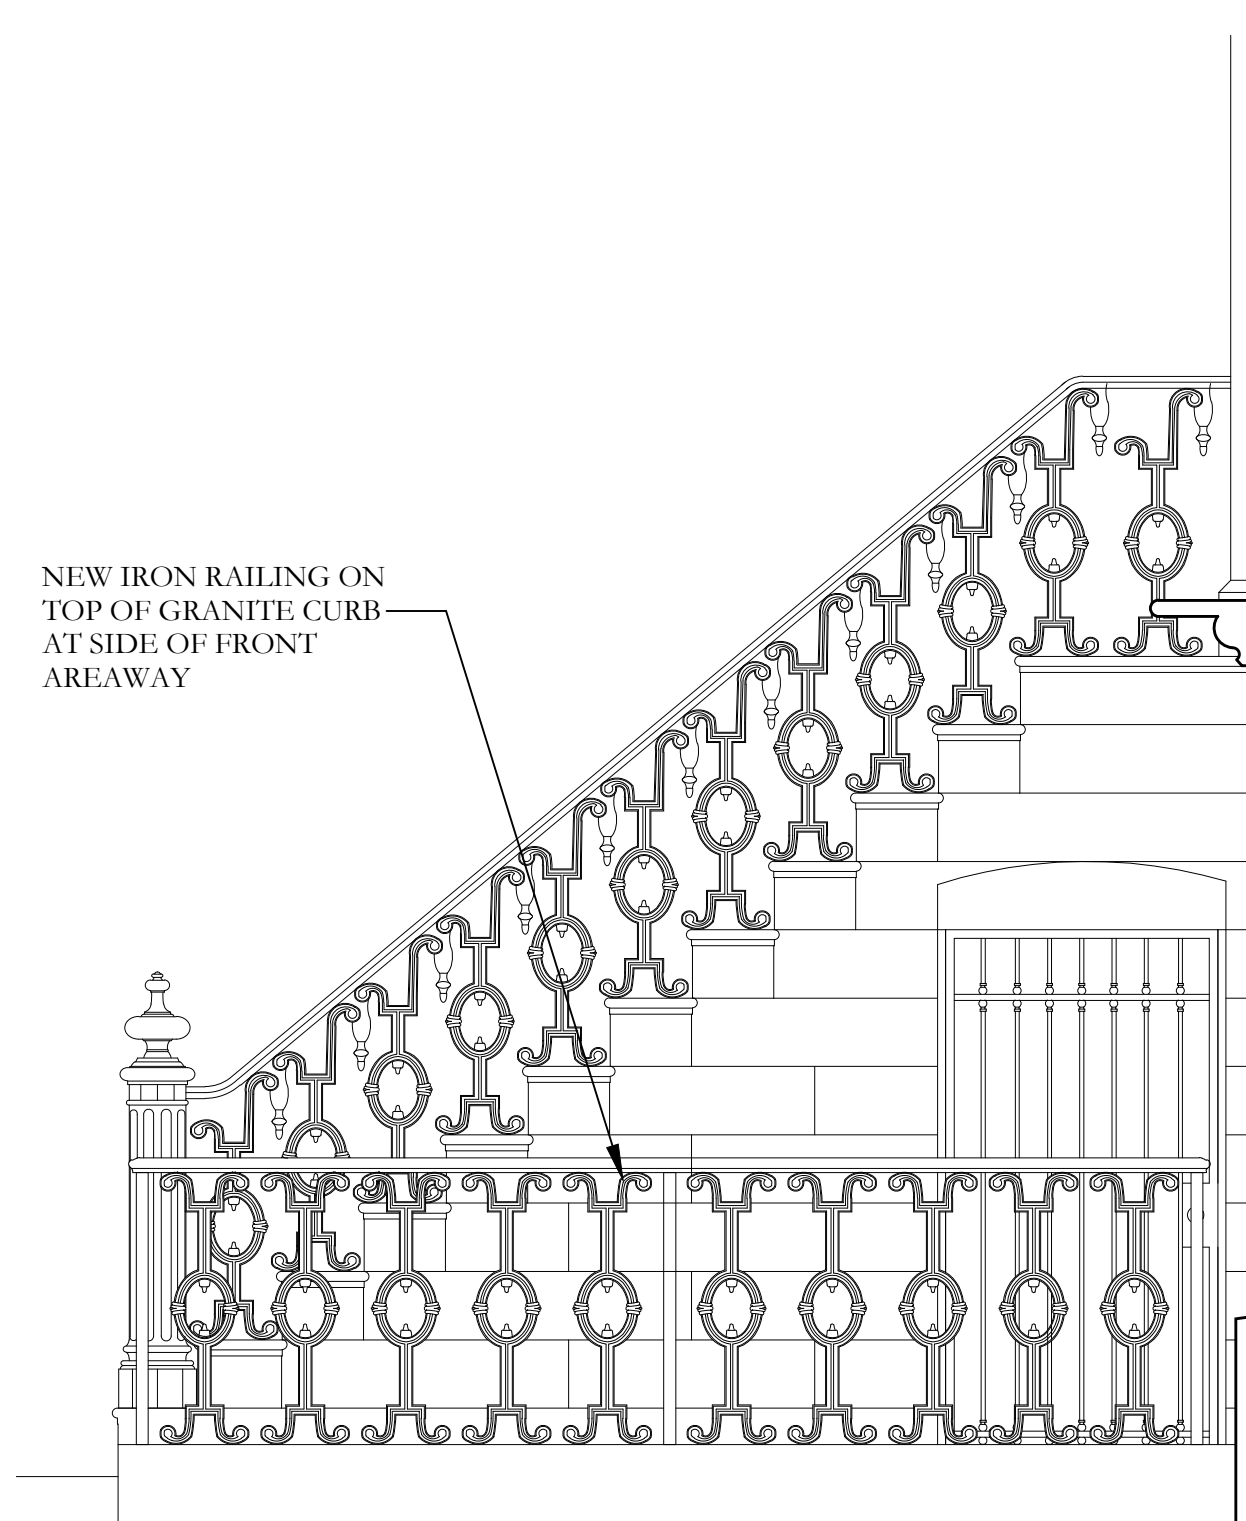 NEW IRON RAILING ON
TOP OF GRANITE CURB
AT SIDE OF FRONT
AREAWAY